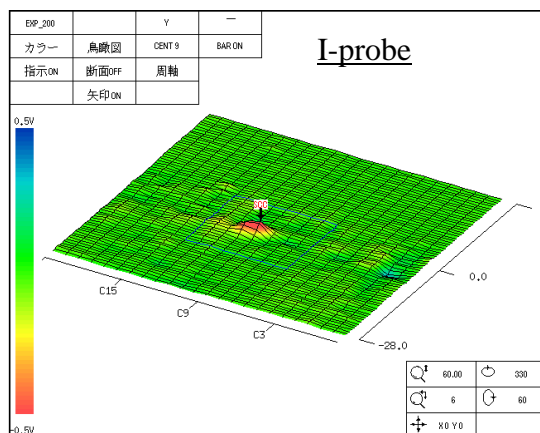 EXP_200 Y —
カラー 鳥瞰図 CENT 9 BAR ON
指示ON 断面OFF 周軸
矢印ON
I-probe
0.5V
-0.5V
C15
C9
C3
0.0
-28.0
60.00 330
6 60
X0 Y0